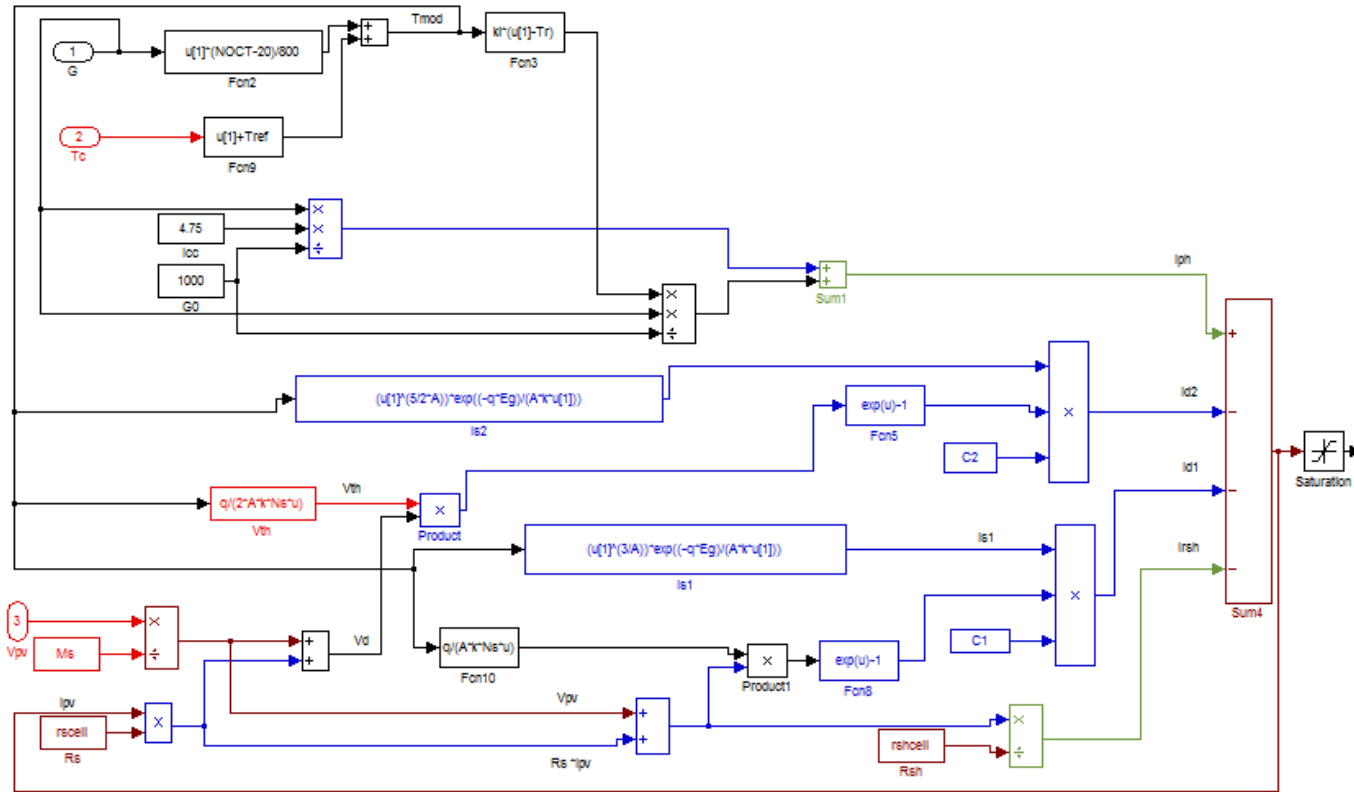 Tmod
1
G
u[1]*(NOCT-20)/800
Fcn2
+
+
kI*(u[1]-Tr)
Fcn3
2
Tc
u[1]+Tref
Fcn9
4.75
Icc
×
×
÷
1000
G0
×
×
÷
+
+
Sum1
Iph
+
(u[1]^(5/2*A))*exp((-q*Eg)/(A*k*u[1]))
Is2
exp(u)-1
Fcn5
C2
×
Id2
−
q/(2*A*k*Ns*u)
Vth
Vth
×
Product
Id1
−
Saturation
(u[1]^(3/A))*exp((-q*Eg)/(A*k*u[1]))
Is1
Is1
×
C1
Irsh
−
Sum4
3
Vpv
Ms
×
÷
+
+
Vd
q/(A*k*Ns*u)
Fcn10
×
Product1
exp(u)-1
Fcn8
Ipv
rscell
Rs
×
Vpv
+
+
Rs *Ipv
rshcell
Rsh
×
÷